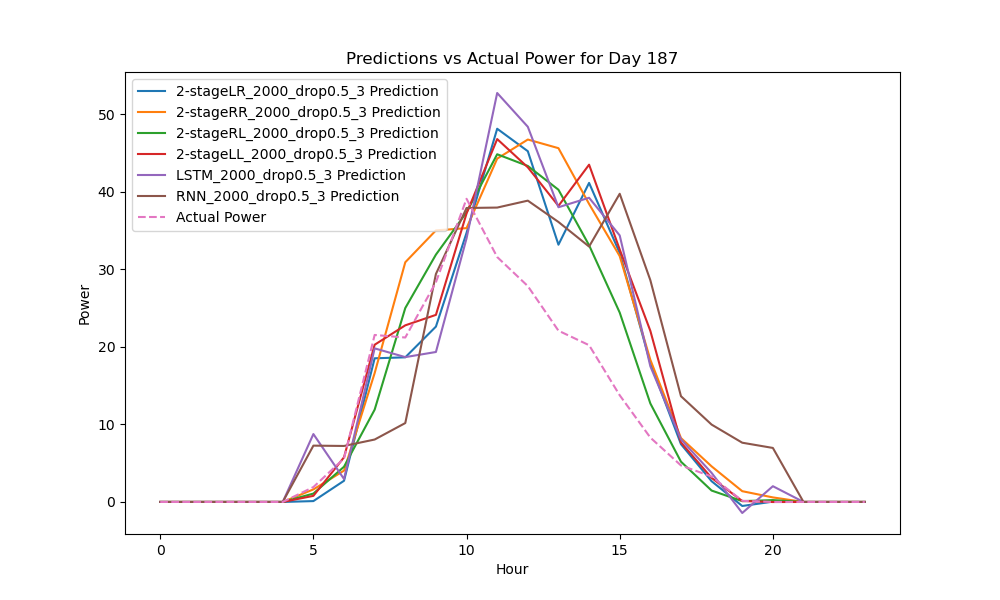 Predictions vs Actual Power for Day 187
2-stageLR_2000_drop0.5_3 Prediction
2-stageRR_2000_drop0.5_3 Prediction
2-stageRL_2000_drop0.5_3 Prediction
2-stageLL_2000_drop0.5_3 Prediction
LSTM_2000_drop0.5_3 Prediction
RNN_2000_drop0.5_3 Prediction
Actual Power
50
40
30
20
10
0
Power
0 5 10 15 20
Hour